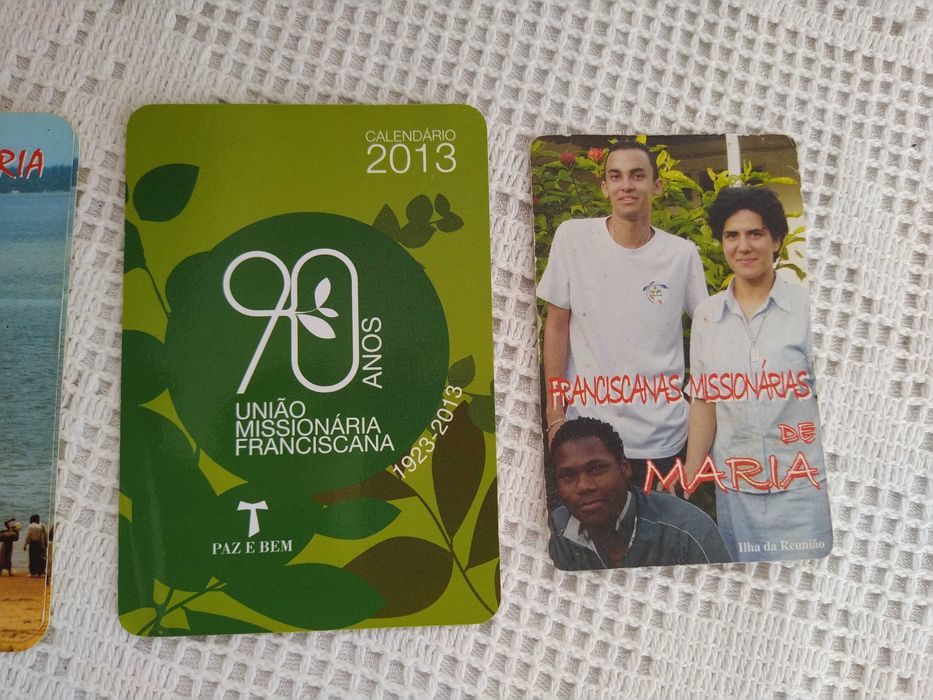 RIA
CALENDÁRIO
2013
90
ANOS
UNIÃO
MISSIONÁRIA
FRANCISCANA
1923-2013
PAZ E BEM
FRANCISCANAS MISSIONÁRIAS
DE
MARIA
Ilha da Reunião